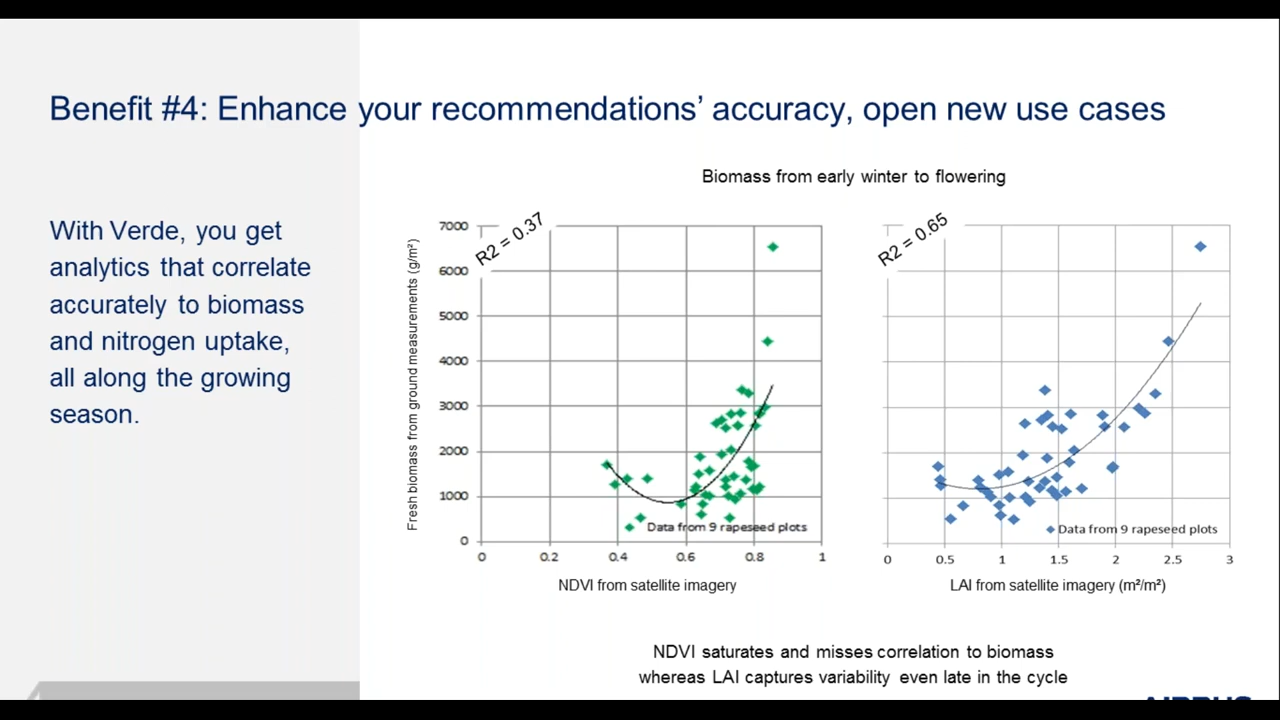 Benefit #4: Enhance your recommendations’ accuracy, open new use cases
With Verde, you get
analytics that correlate
accurately to biomass
and nitrogen uptake,
all along the growing
season.
Biomass from early winter to flowering
Fresh biomass from ground measurements (g/m²)
7000
6000
5000
4000
3000
2000
1000
0
R2 = 0.37
Data from 9 rapeseed plots
0 0.2 0.4 0.6 0.8 1
NDVI from satellite imagery
R2 = 0.65
Data from 9 rapeseed plots
0 0.5 1 1.5 2 2.5 3
LAI from satellite imagery (m²/m²)
NDVI saturates and misses correlation to biomass
whereas LAI captures variability even late in the cycle
AIRBUS